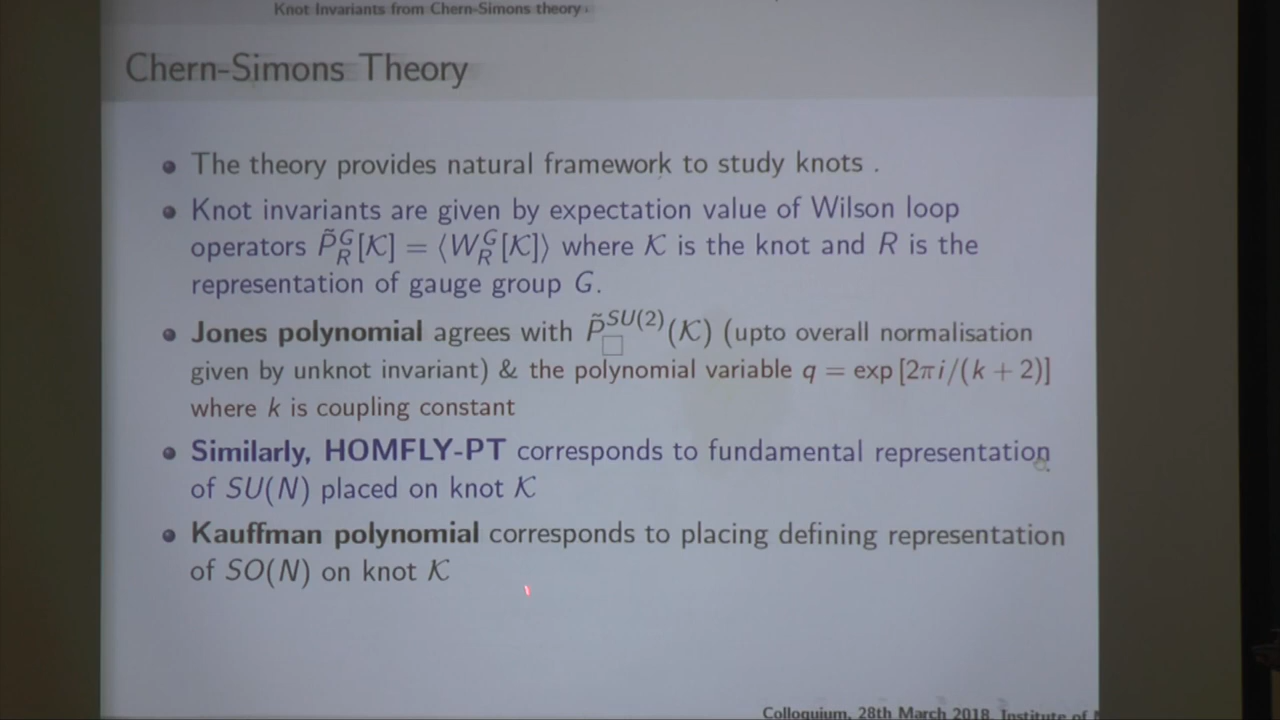 Knot Invariants from Chern-Simons theory
Chern-Simons Theory
• The theory provides natural framework to study knots .
• Knot invariants are given by expectation value of Wilson loop
operators P̃_R^G[𝒦] = ⟨W_R^G[𝒦]⟩ where 𝒦 is the knot and R is the
representation of gauge group G.
• Jones polynomial agrees with P̃_□^{SU(2)}(𝒦) (upto overall normalisation
given by unknot invariant) & the polynomial variable q = exp [2πi/(k + 2)]
where k is coupling constant
• Similarly, HOMFLY-PT corresponds to fundamental representation
of SU(N) placed on knot 𝒦
• Kauffman polynomial corresponds to placing defining representation
of SO(N) on knot 𝒦
Colloquium, 28th March 2018, Institute of